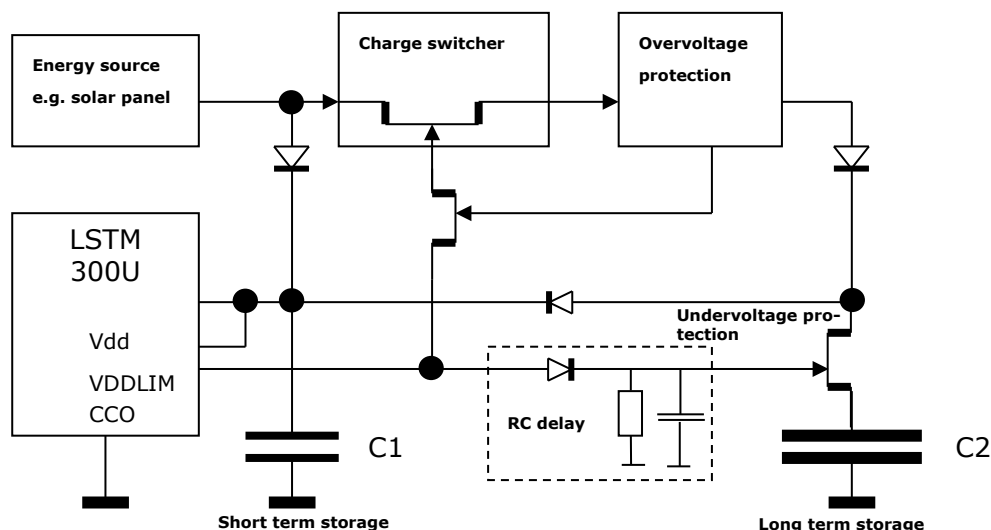 Energy source
e.g. solar panel
Charge switcher
Overvoltage
protection
LSTM
300U
Vdd
VDDLIM
CCO
Undervoltage pro-
tection
RC delay
C1
C2
Short term storage
Long term storage